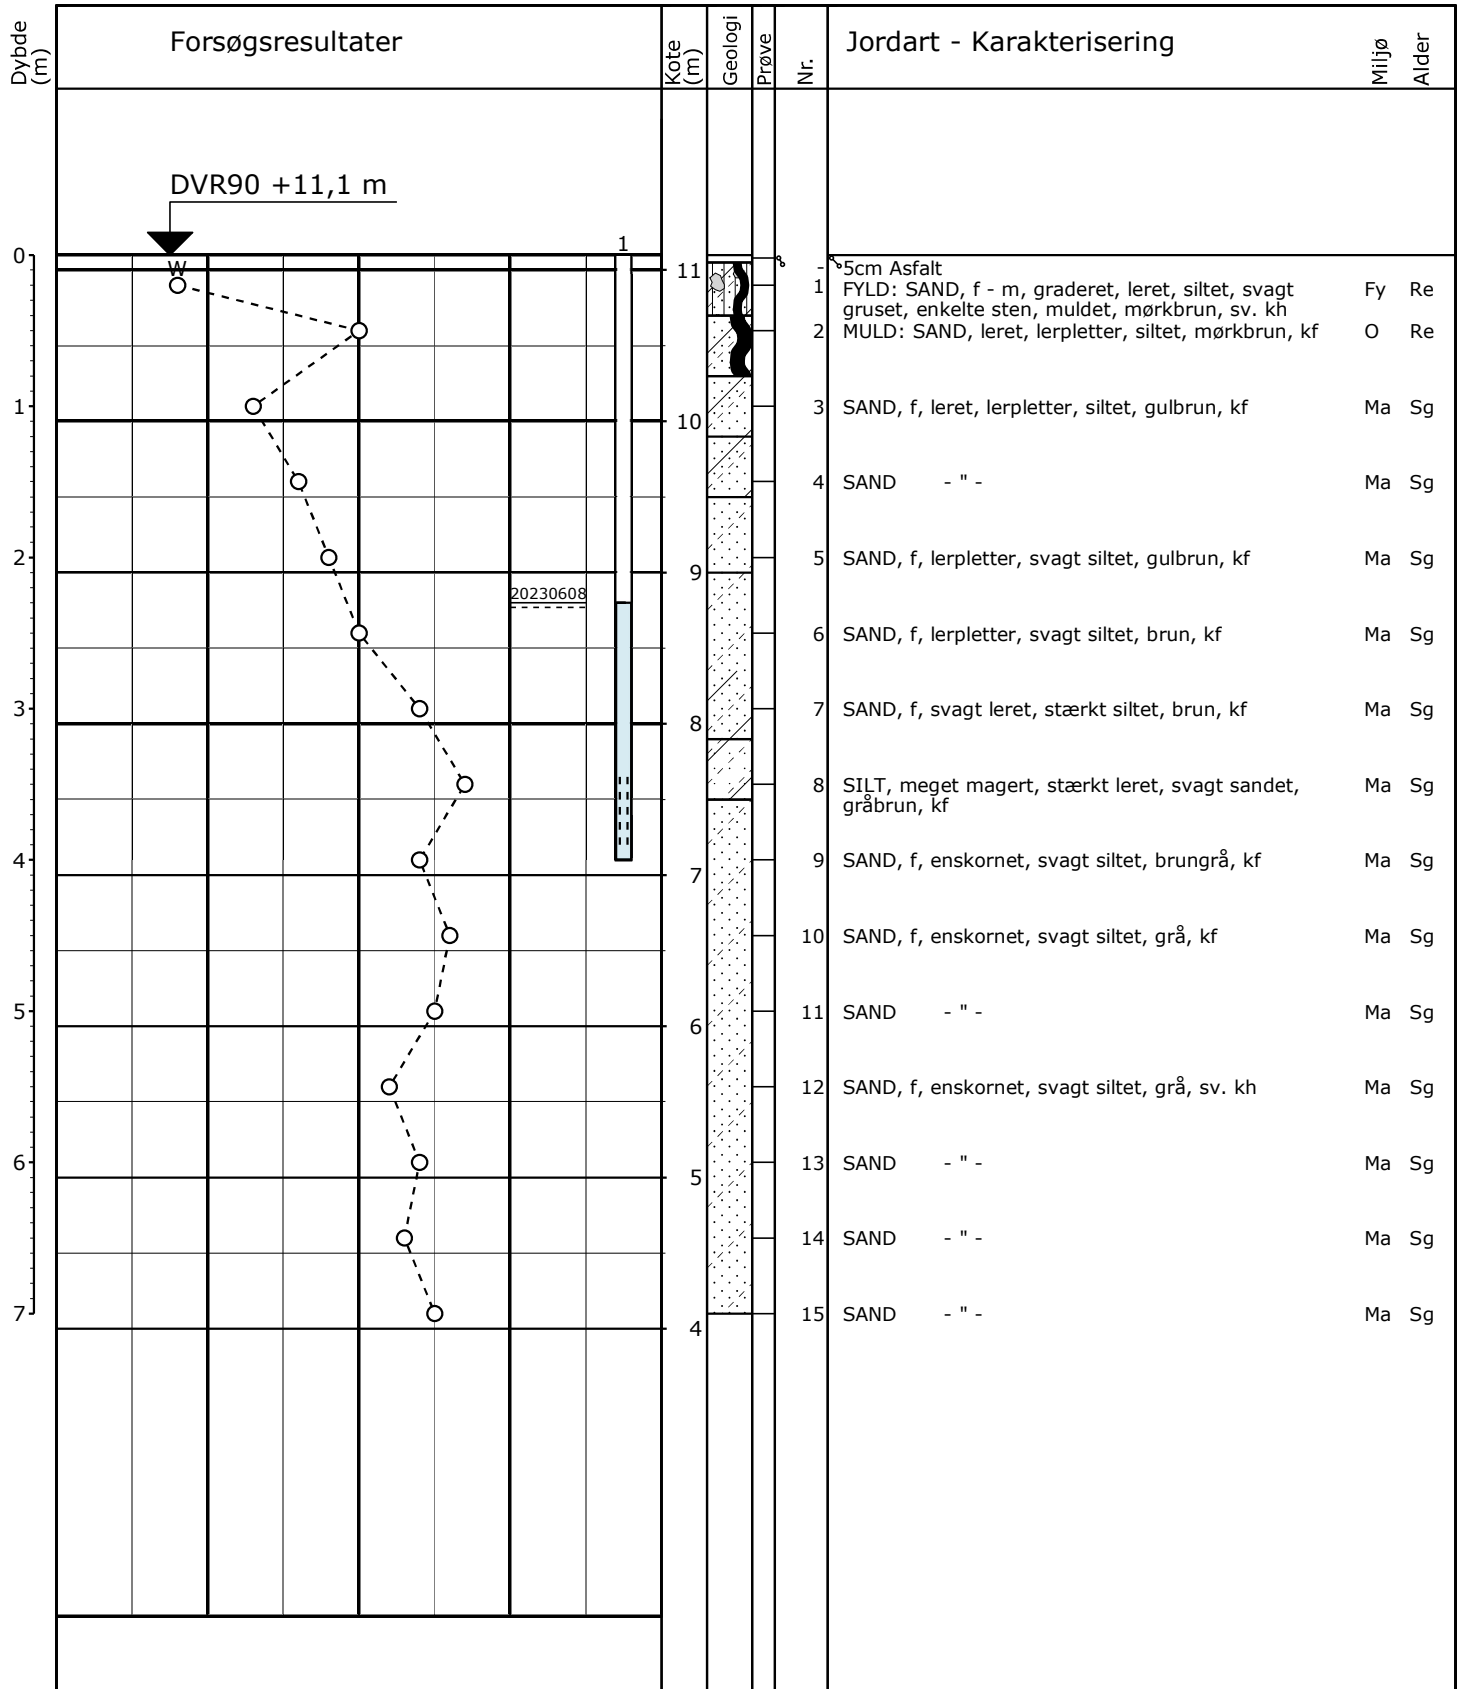 Dybde (m)
Forsøgsresultater
Kote (m)
Geologi
Prøve
Nr.
Jordart - Karakterisering
Miljø
Alder
DVR90 +11,1 m
1
0
W
11
- 5cm Asfalt
1 FYLD: SAND, f - m, graderet, leret, siltet, svagt Fy Re
gruset, enkelte sten, muldet, mørkbrun, sv. kh
2 MULD: SAND, leret, lerpletter, siltet, mørkbrun, kf O Re
1
3 SAND, f, leret, lerpletter, siltet, gulbrun, kf Ma Sg
10
4 SAND - " - Ma Sg
2
5 SAND, f, lerpletter, svagt siltet, gulbrun, kf Ma Sg
9
20230608
6 SAND, f, lerpletter, svagt siltet, brun, kf Ma Sg
3
7 SAND, f, svagt leret, stærkt siltet, brun, kf Ma Sg
8
8 SILT, meget magert, stærkt leret, svagt sandet, Ma Sg
gråbrun, kf
4
9 SAND, f, enskornet, svagt siltet, brungrå, kf Ma Sg
7
10 SAND, f, enskornet, svagt siltet, grå, kf Ma Sg
5
11 SAND - " - Ma Sg
6
12 SAND, f, enskornet, svagt siltet, grå, sv. kh Ma Sg
6
13 SAND - " - Ma Sg
5
14 SAND - " - Ma Sg
7
15 SAND - " - Ma Sg
4